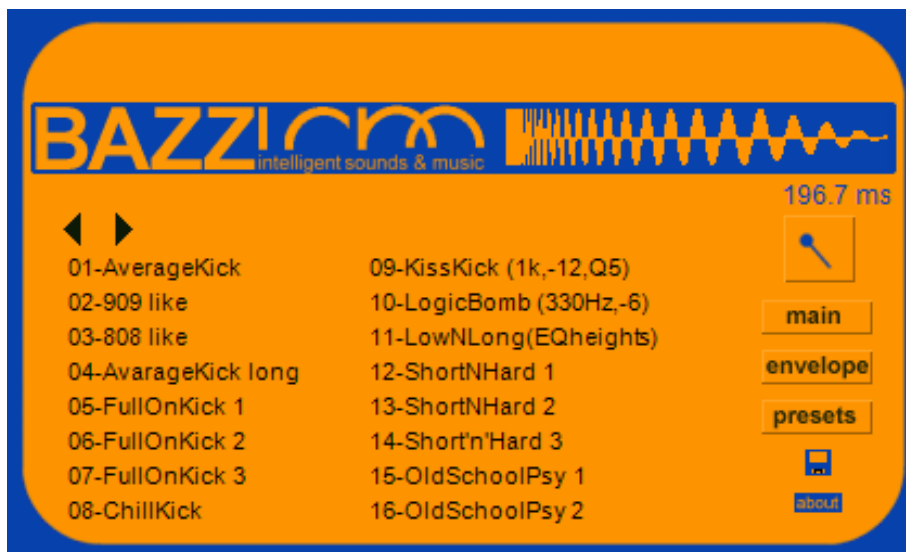 BAZZ!ism
intelligent sounds & music
196.7 ms
01-AverageKick
02-909 like
03-808 like
04-AvarageKick long
05-FullOnKick 1
06-FullOnKick 2
07-FullOnKick 3
08-ChillKick
09-KissKick (1k,-12,Q5)
10-LogicBomb (330Hz,-6)
11-LowNLong(EQheights)
12-ShortNHard 1
13-ShortNHard 2
14-Short'n'Hard 3
15-OldSchoolPsy 1
16-OldSchoolPsy 2
main
envelope
presets
about